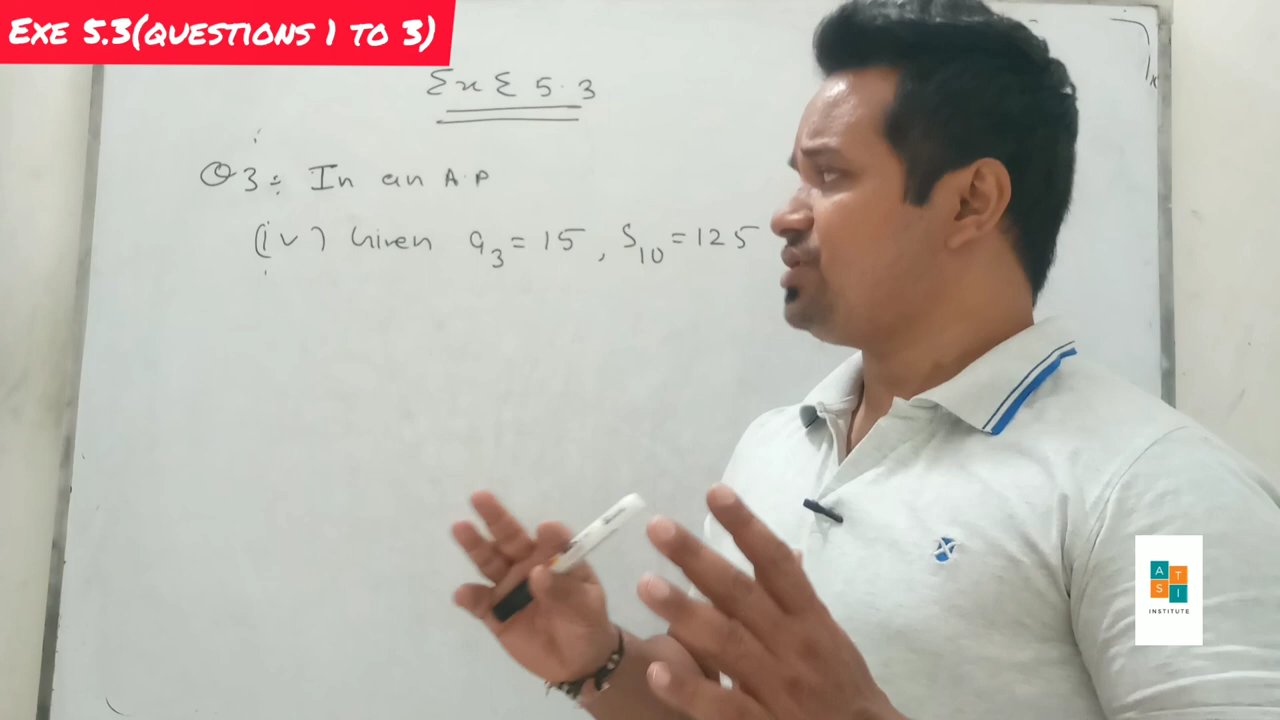 EXE 5.3(QUESTIONS 1 TO 3)
Exe 5.3
Q3: In an A.P
(iv) Given a3 = 15, S10 = 125
A T
S I
INSTITUTE